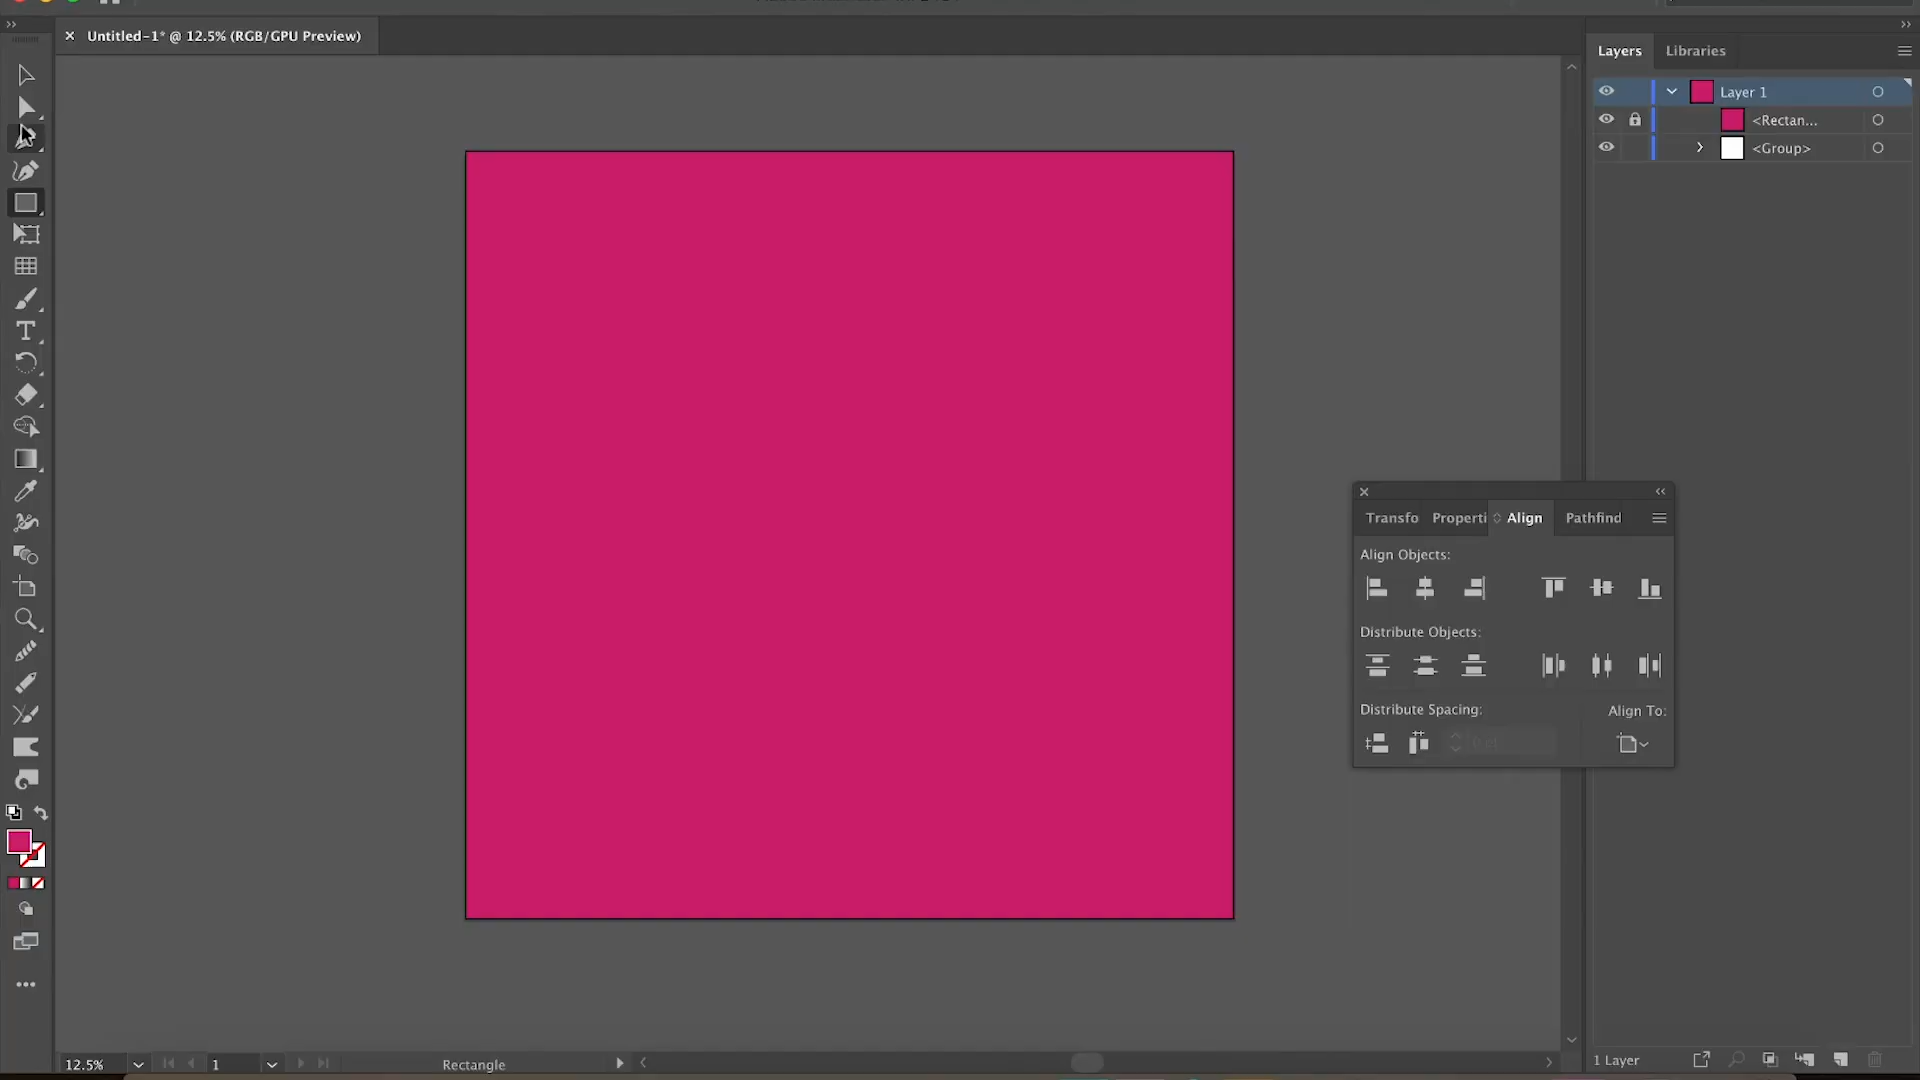 Untitled-1* @ 12.5% (RGB/GPU Preview)
Layers
Libraries
Layer 1
<Rectan...
<Group>
Transfo
Properti
Align
Pathfind
Align Objects:
Distribute Objects:
Distribute Spacing:
Align To:
12.5%
1
Rectangle
1 Layer